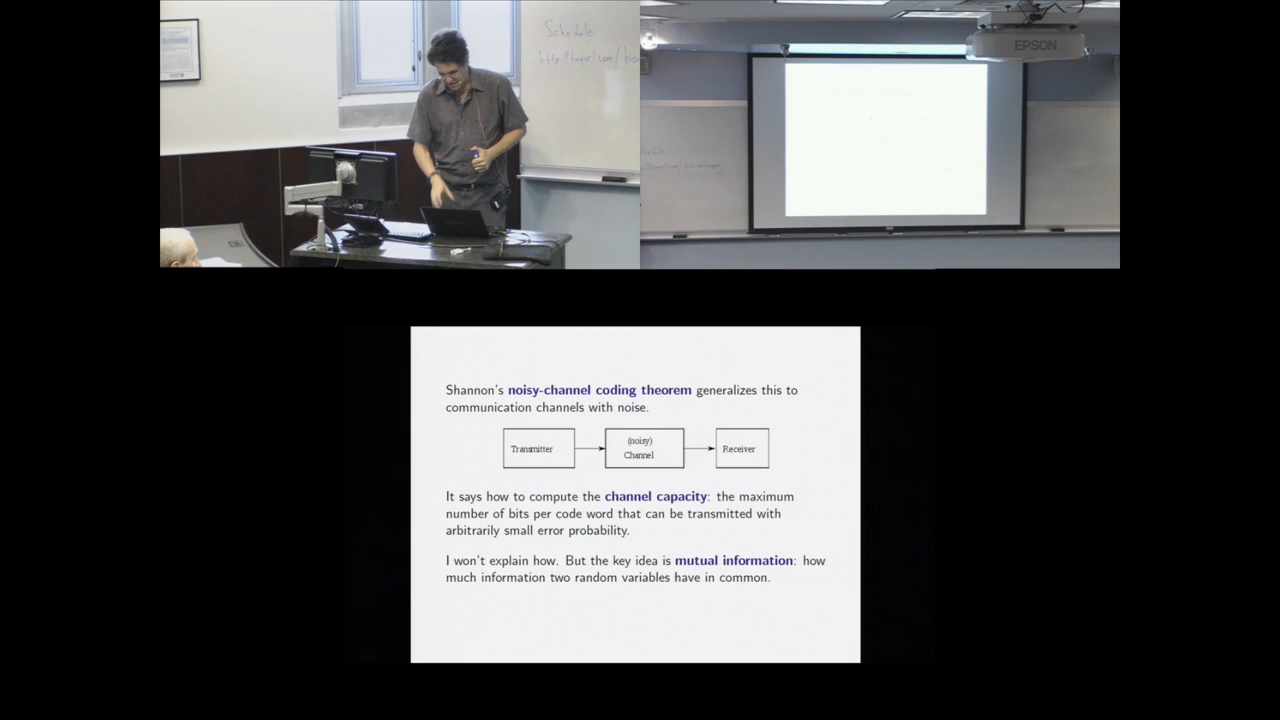 Schedule:
EPSON
Shannon's noisy-channel coding theorem generalizes this to
communication channels with noise.
Transmitter
(noisy)
Channel
Receiver
It says how to compute the channel capacity: the maximum
number of bits per code word that can be transmitted with
arbitrarily small error probability.
I won't explain how. But the key idea is mutual information: how
much information two random variables have in common.